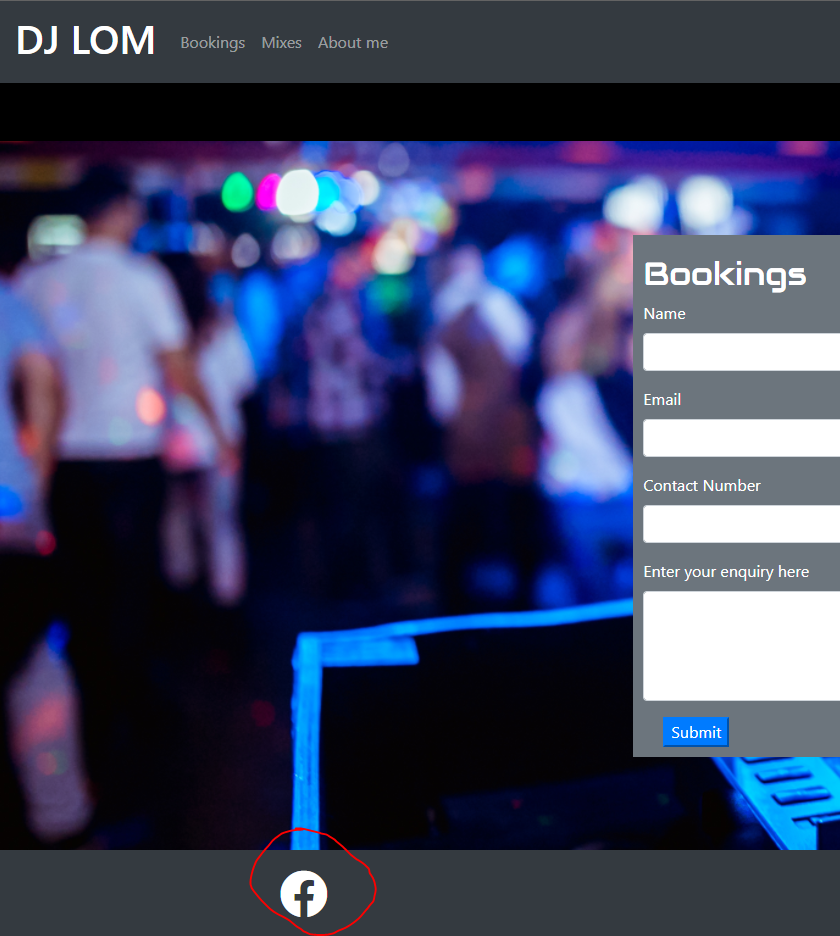 DJ LOM
Bookings Mixes About me
Bookings
Name
Email
Contact Number
Enter your enquiry here
Submit